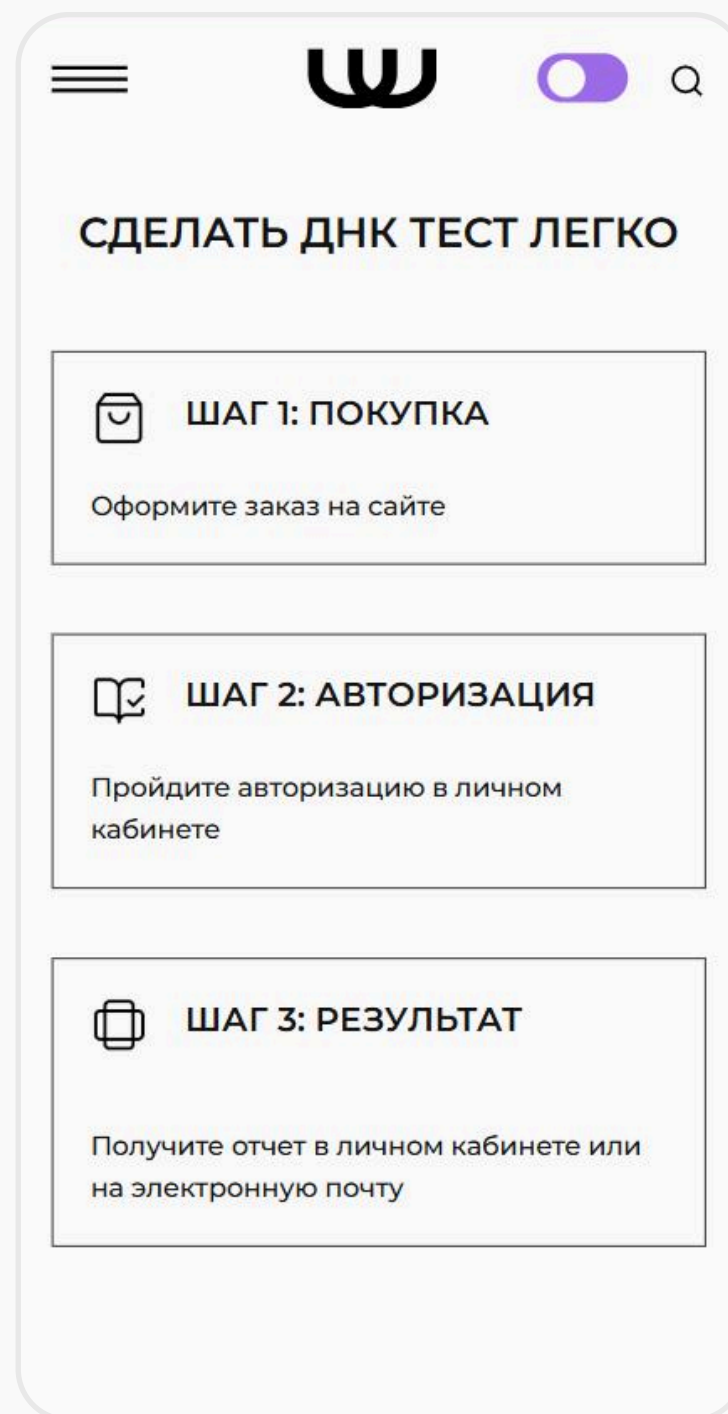 СДЕЛАТЬ ДНК ТЕСТ ЛЕГКО
ШАГ 1: ПОКУПКА
Оформите заказ на сайте
ШАГ 2: АВТОРИЗАЦИЯ
Пройдите авторизацию в личном
кабинете
ШАГ 3: РЕЗУЛЬТАТ
Получите отчет в личном кабинете или
на электронную почту